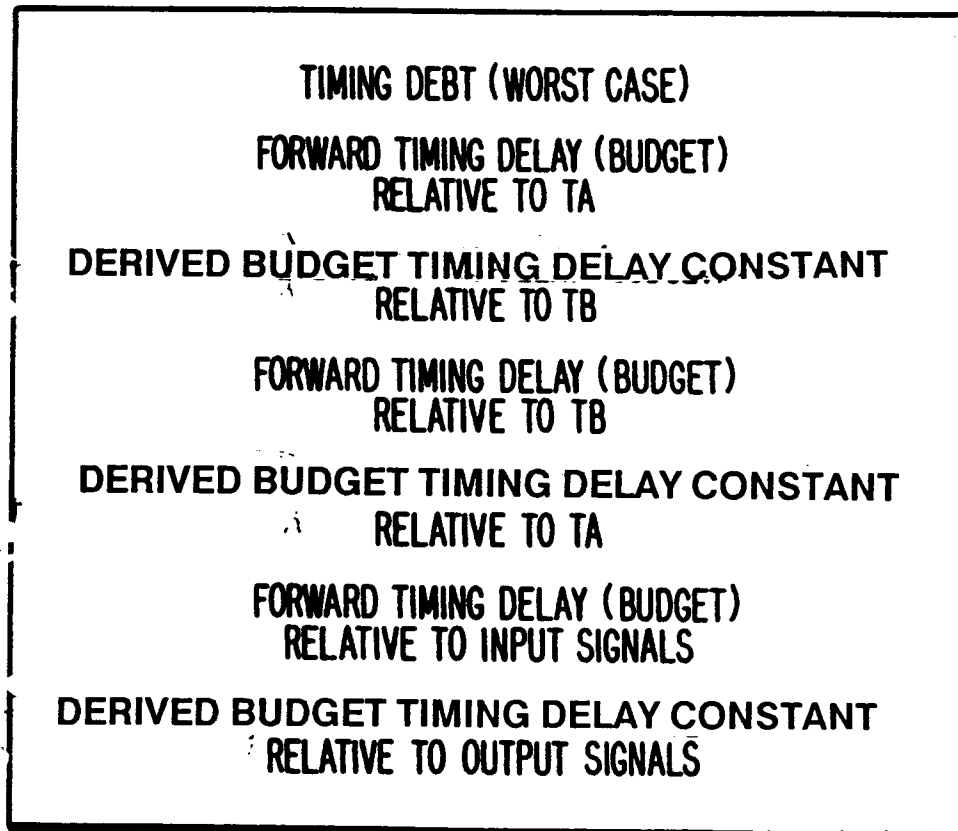 TIMING DEBT (WORST CASE)
FORWARD TIMING DELAY (BUDGET)
RELATIVE TO TA
DERIVED BUDGET TIMING DELAY CONSTANT
RELATIVE TO TB
FORWARD TIMING DELAY (BUDGET)
RELATIVE TO TB
DERIVED BUDGET TIMING DELAY CONSTANT
RELATIVE TO TA
FORWARD TIMING DELAY (BUDGET)
RELATIVE TO INPUT SIGNALS
DERIVED BUDGET TIMING DELAY CONSTANT
RELATIVE TO OUTPUT SIGNALS